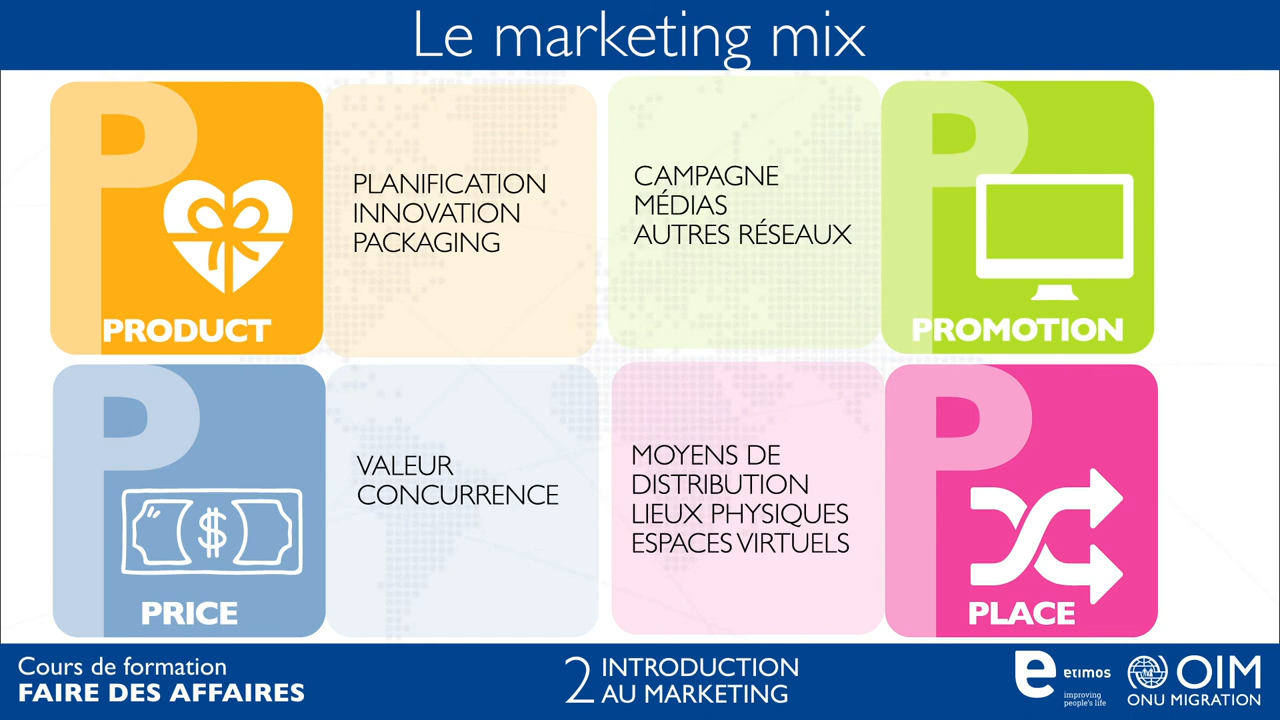 Le marketing mix
P
PRODUCT
PLANIFICATION
INNOVATION
PACKAGING
CAMPAGNE
MÉDIAS
AUTRES RÉSEAUX
P
PROMOTION
P
$
PRICE
VALEUR
CONCURRENCE
MOYENS DE
DISTRIBUTION
LIEUX PHYSIQUES
ESPACES VIRTUELS
P
PLACE
Cours de formation
FAIRE DES AFFAIRES
2 INTRODUCTION
AU MARKETING
e etimos
improving
people's life
OIM
ONU MIGRATION